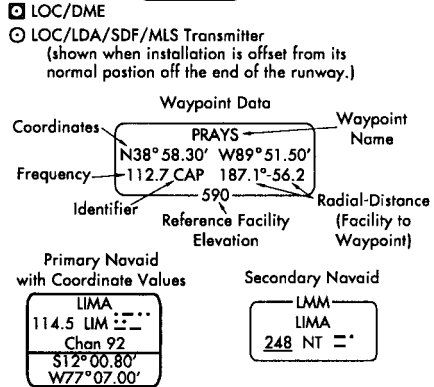 LOC/DME
LOC/LDA/SDF/MLS Transmitter
(shown when installation is offset from its
normal postion off the end of the runway.)
Waypoint Data
Coordinates
PRAYS
Waypoint
Name
N38°58.30' W89°51.50'
Frequency
112.7 CAP 187.1°-56.2
590
Identifier
Reference Facility
Elevation
Radial-Distance
(Facility to
Waypoint)
Primary Navaid
with Coordinate Values
LIMA
114.5 LIM
Chan 92
S12°00.80'
W77°07.00'
Secondary Navaid
LMM
LIMA
248 NT